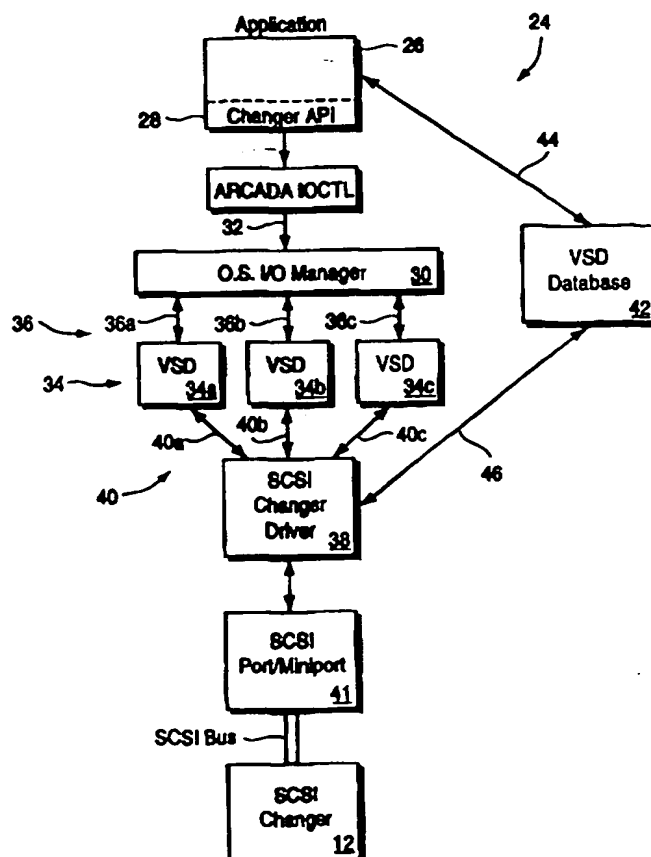 Application
26
24
28
Changer API
44
ARCADA IOCTL
32
O.S. I/O Manager 30
VSD
Database
42
36
36a
36b
36c
34
VSD
34a
VSD
34b
VSD
34c
40a
40b
40c
46
40
SCSI
Changer
Driver
38
SCSI
Port/Miniport
41
SCSI Bus
SCSI
Changer
12